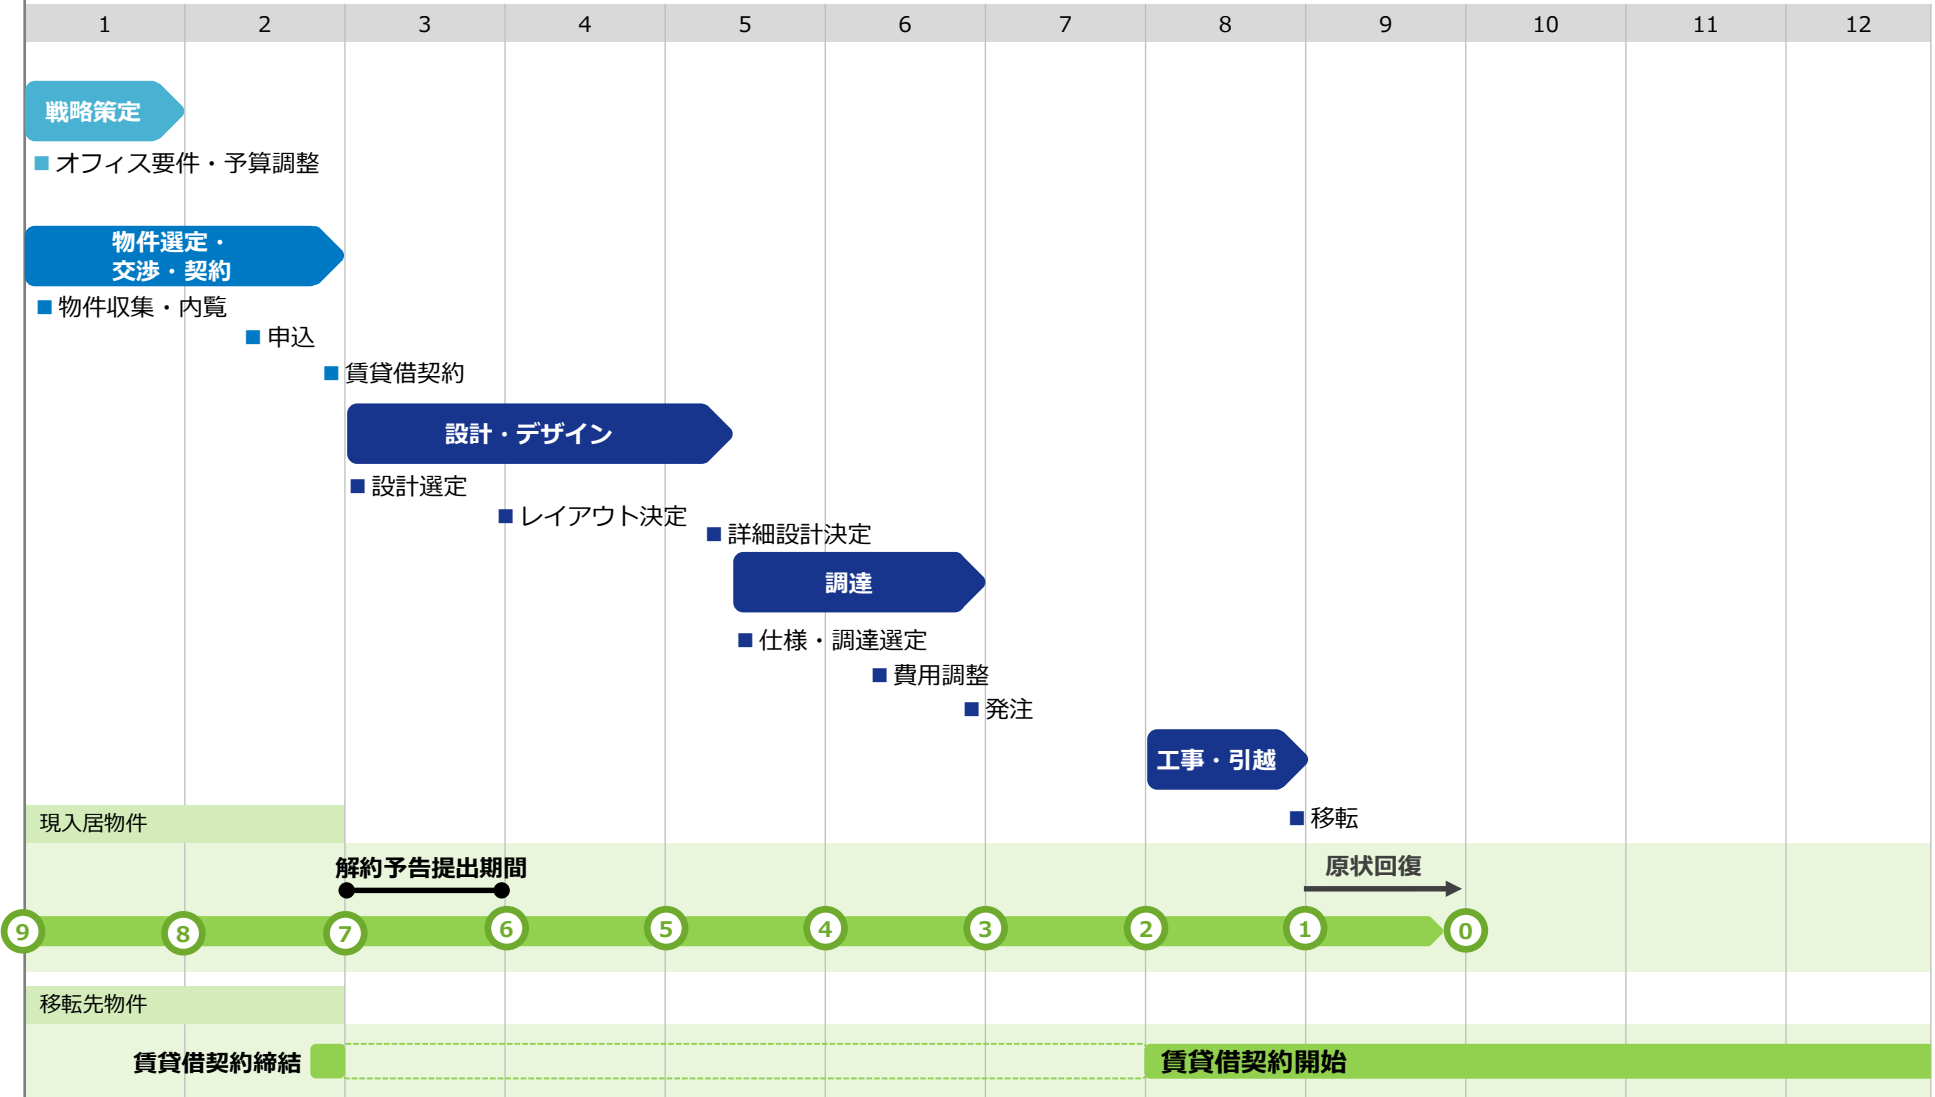 1 2 3 4 5 6 7 8 9 10 11 12
戦略策定
■ オフィス要件・予算調整
物件選定・
交渉・契約
■ 物件収集・内覧
■ 申込
■ 賃貸借契約
設計・デザイン
■ 設計選定
■ レイアウト決定
■ 詳細設計決定
調達
■ 仕様・調達選定
■ 費用調整
■ 発注
工事・引越
■ 移転
現入居物件
解約予告提出期間
原状回復
9 8 7 6 5 4 3 2 1 0
移転先物件
賃貸借契約締結
賃貸借契約開始